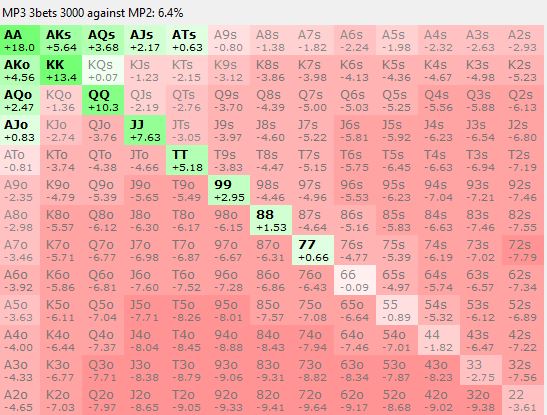 MP3 3bets 3000 against MP2: 6.4%
AA AKs AQs AJs ATs A9s A8s A7s A6s A5s A4s A3s A2s
+18.0 +5.64 +3.68 +2.17 +0.63 -0.80 -1.38 -1.82 -2.24 -1.98 -2.32 -2.63 -2.93
AKo KK KQs KJs KTs K9s K8s K7s K6s K5s K4s K3s K2s
+4.56 +13.4 +0.07 -1.23 -2.15 -3.12 -3.86 -3.98 -4.13 -4.36 -4.67 -4.98 -5.23
AQo KQo QQ QJs QTs Q9s Q8s Q7s Q6s Q5s Q4s Q3s Q2s
+2.47 -1.36 +10.3 -2.19 -2.76 -3.70 -4.39 -5.00 -5.03 -5.25 -5.56 -5.88 -6.13
AJo KJo QJo JJ JTs J9s J8s J7s J6s J5s J4s J3s J2s
+0.83 -2.74 -3.76 +7.63 -3.05 -3.97 -4.60 -5.22 -5.81 -5.92 -6.23 -6.54 -6.80
ATo KTo QTo JTo TT T9s T8s T7s T6s T5s T4s T3s T2s
-0.81 -3.74 -4.38 -4.66 +5.18 -3.83 -4.47 -5.15 -5.75 -6.45 -6.63 -6.94 -7.19
A9o K9o Q9o J9o T9o 99 98s 97s 96s 95s 94s 93s 92s
-2.35 -4.79 -5.39 -5.65 -5.49 +2.95 -4.46 -4.96 -5.53 -6.23 -7.04 -7.21 -7.46
A8o K8o Q8o J8o T8o 98o 88 87s 86s 85s 84s 83s 82s
-2.98 -5.57 -6.12 -6.30 -6.17 -6.15 +1.53 -4.64 -5.16 -5.83 -6.63 -7.46 -7.55
A7o K7o Q7o J7o T7o 97o 87o 77 76s 75s 74s 73s 72s
-3.46 -5.71 -6.77 -6.98 -6.87 -6.67 -6.31 +0.66 -4.77 -5.39 -6.19 -7.02 -7.79
A6o K6o Q6o J6o T6o 96o 86o 76o 66 65s 64s 63s 62s
-3.92 -5.86 -6.81 -7.60 -7.52 -7.28 -6.86 -6.43 -0.09 -4.97 -5.74 -6.57 -7.34
A5o K5o Q5o J5o T5o 95o 85o 75o 65o 55 54s 53s 52s
-3.63 -6.11 -7.04 -7.71 -8.26 -8.01 -7.57 -7.08 -6.64 -0.89 -5.32 -6.12 -6.89
A4o K4o Q4o J4o T4o 94o 84o 74o 64o 54o 44 43s 42s
-4.00 -6.44 -7.37 -8.04 -8.45 -8.88 -8.43 -7.94 -7.46 -7.01 -1.82 -6.47 -7.22
A3o K3o Q3o J3o T3o 93o 83o 73o 63o 53o 43o 33 32s
-4.33 -6.77 -7.71 -8.38 -8.79 -9.06 -9.31 -8.82 -8.34 -7.87 -8.23 -2.75 -7.56
A2o K2o Q2o J2o T2o 92o 82o 72o 62o 52o 42o 32o 22
-4.65 -7.03 -7.97 -8.65 -9.05 -9.33 -9.41 -9.64 -9.17 -8.68 -9.02 -9.39 -3.61